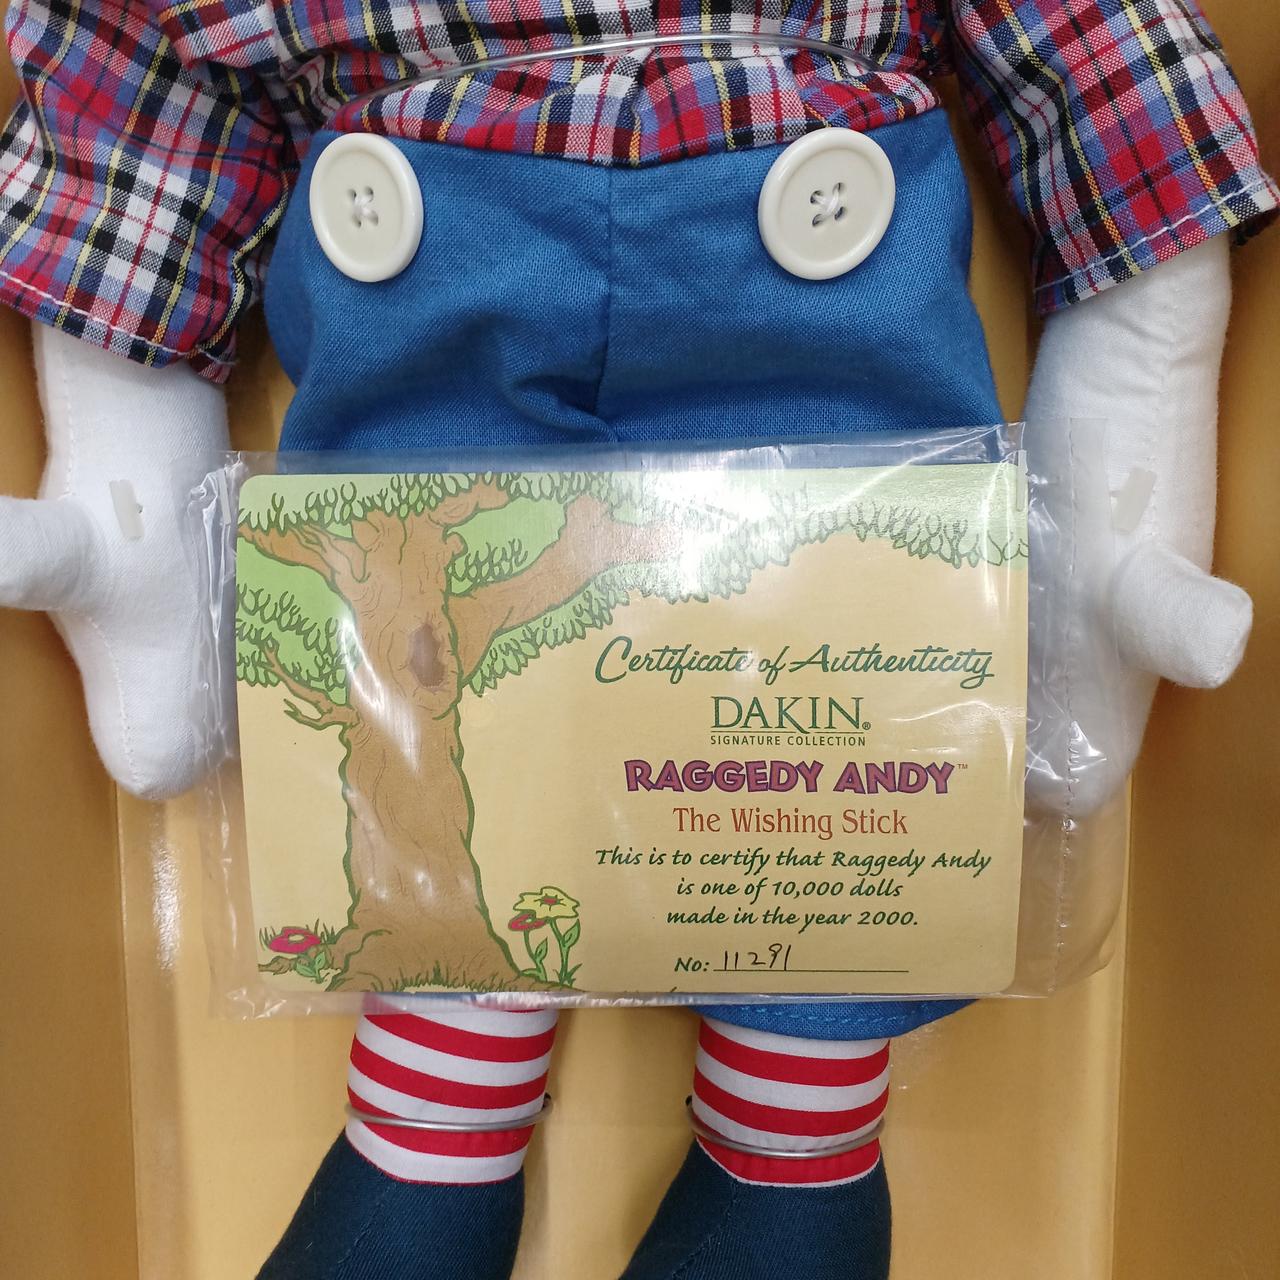 Certificate of Authenticity
DAKIN®
SIGNATURE COLLECTION
RAGGEDY ANDY™
The Wishing Stick
This is to certify that Raggedy Andy
is one of 10,000 dolls
made in the year 2000.
No: 11291